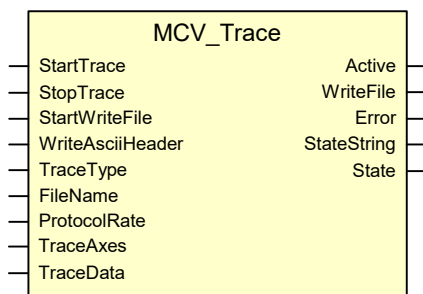 MCV_Trace
StartTrace Active
StopTrace WriteFile
StartWriteFile Error
WriteAsciiHeader StateString
TraceType State
FileName
ProtocolRate
TraceAxes
TraceData